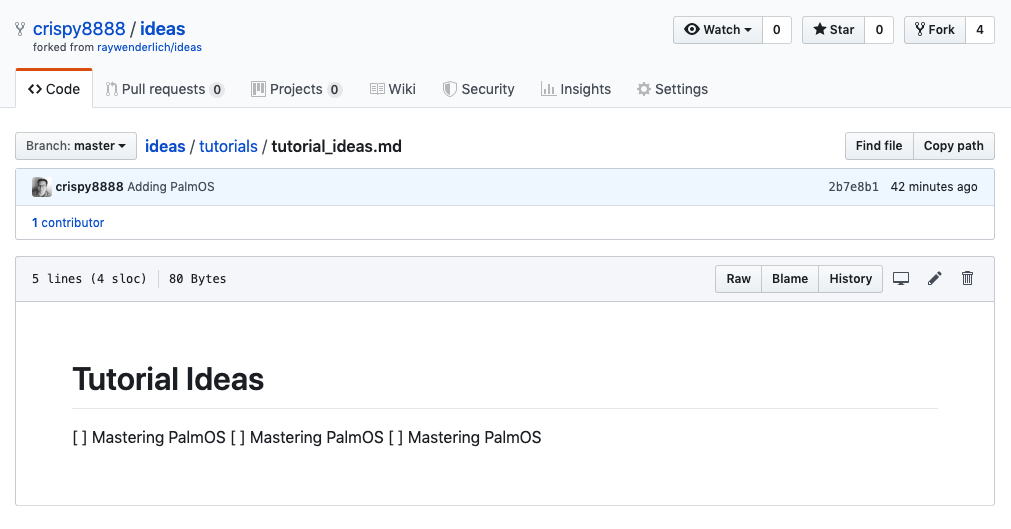 crispy8888 / ideas
forked from raywenderlich/ideas
Watch 0 Star 0 Fork 4
Code Pull requests 0 Projects 0 Wiki Security Insights Settings
Branch: master ideas / tutorials / tutorial_ideas.md Find file Copy path
crispy8888 Adding PalmOS 2b7e8b1 42 minutes ago
1 contributor
5 lines (4 sloc) 80 Bytes Raw Blame History
Tutorial Ideas
[ ] Mastering PalmOS [ ] Mastering PalmOS [ ] Mastering PalmOS